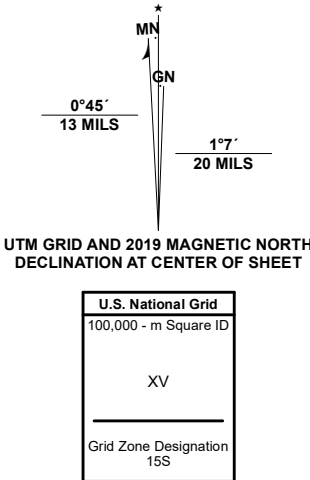 ★
MN
GN
0°45´
13 MILS
1°7´
20 MILS
UTM GRID AND 2019 MAGNETIC NORTH
DECLINATION AT CENTER OF SHEET
U.S. National Grid
100,000 - m Square ID
XV
Grid Zone Designation
15S